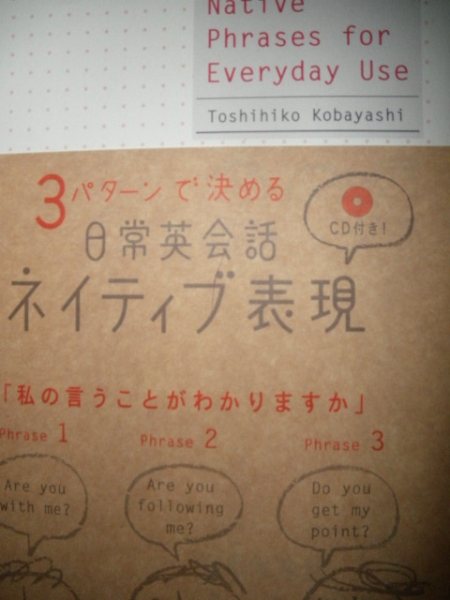 Native
Phrases for
Everyday Use
Toshihiko Kobayashi
3パターンで決める
CD付き!
日常英会話
ネイティブ表現
「私の言うことがわかりますか」
Phrase 1
Phrase 2
Phrase 3
Are you
with me?
Are you
following
me?
Do you
get my
point?